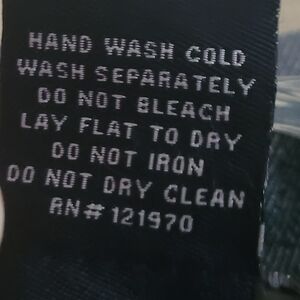 HAND WASH COLD
WASH SEPARATELY
DO NOT BLEACH
LAY FLAT TO DRY
DO NOT IRON
DO NOT DRY CLEAN
RN# 121970